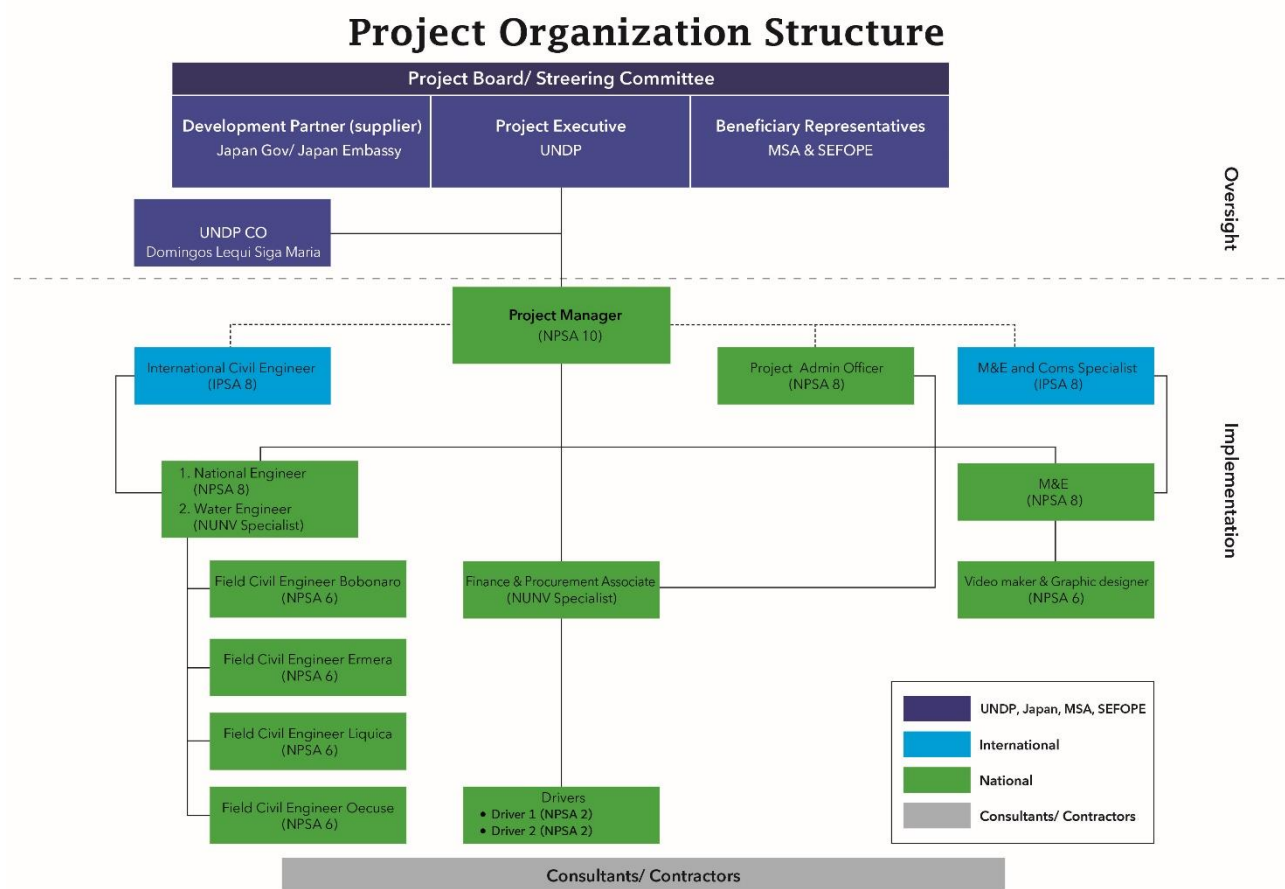 Project Organization Structure
Project Board/ Streering Committee
Development Partner (supplier)
Japan Gov/ Japan Embassy
Project Executive
UNDP
Beneficiary Representatives
MSA & SEFOPE
UNDP CO
Domingos Lequi Siga Maria
Oversight
Project Manager
(NPSA 10)
International Civil Engineer
(IPSA 8)
Project Admin Officer
(NPSA 8)
M&E and Coms Specialist
(IPSA 8)
Implementation
1. National Engineer
(NPSA 8)
2. Water Engineer
(NUNV Specialist)
M&E
(NPSA 8)
Field Civil Engineer Bobonaro
(NPSA 6)
Finance & Procurement Associate
(NUNV Specialist)
Video maker & Graphic designer
(NPSA 6)
Field Civil Engineer Ermera
(NPSA 6)
Field Civil Engineer Liquica
(NPSA 6)
Field Civil Engineer Oecuse
(NPSA 6)
Drivers
• Driver 1 (NPSA 2)
• Driver 2 (NPSA 2)
UNDP, Japan, MSA, SEFOPE
International
National
Consultants/ Contractors
Consultants/ Contractors